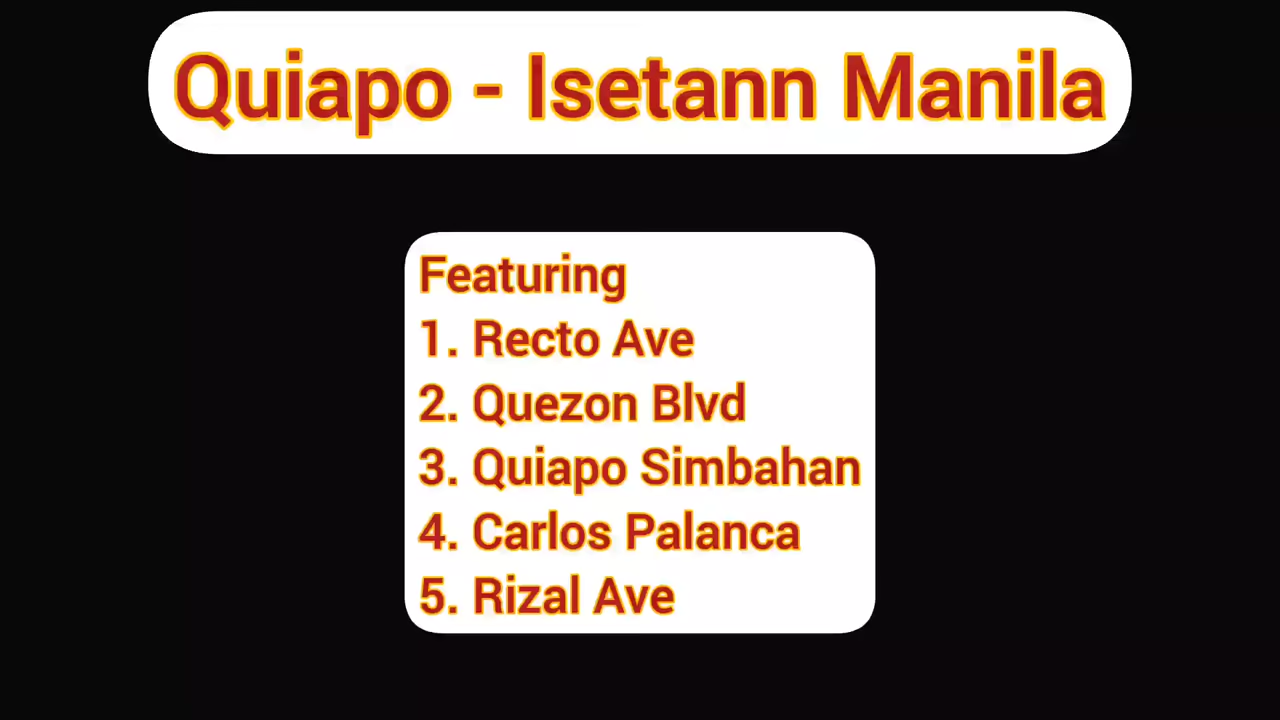 Quiapo - Isetann Manila
Featuring
1. Recto Ave
2. Quezon Blvd
3. Quiapo Simbahan
4. Carlos Palanca
5. Rizal Ave